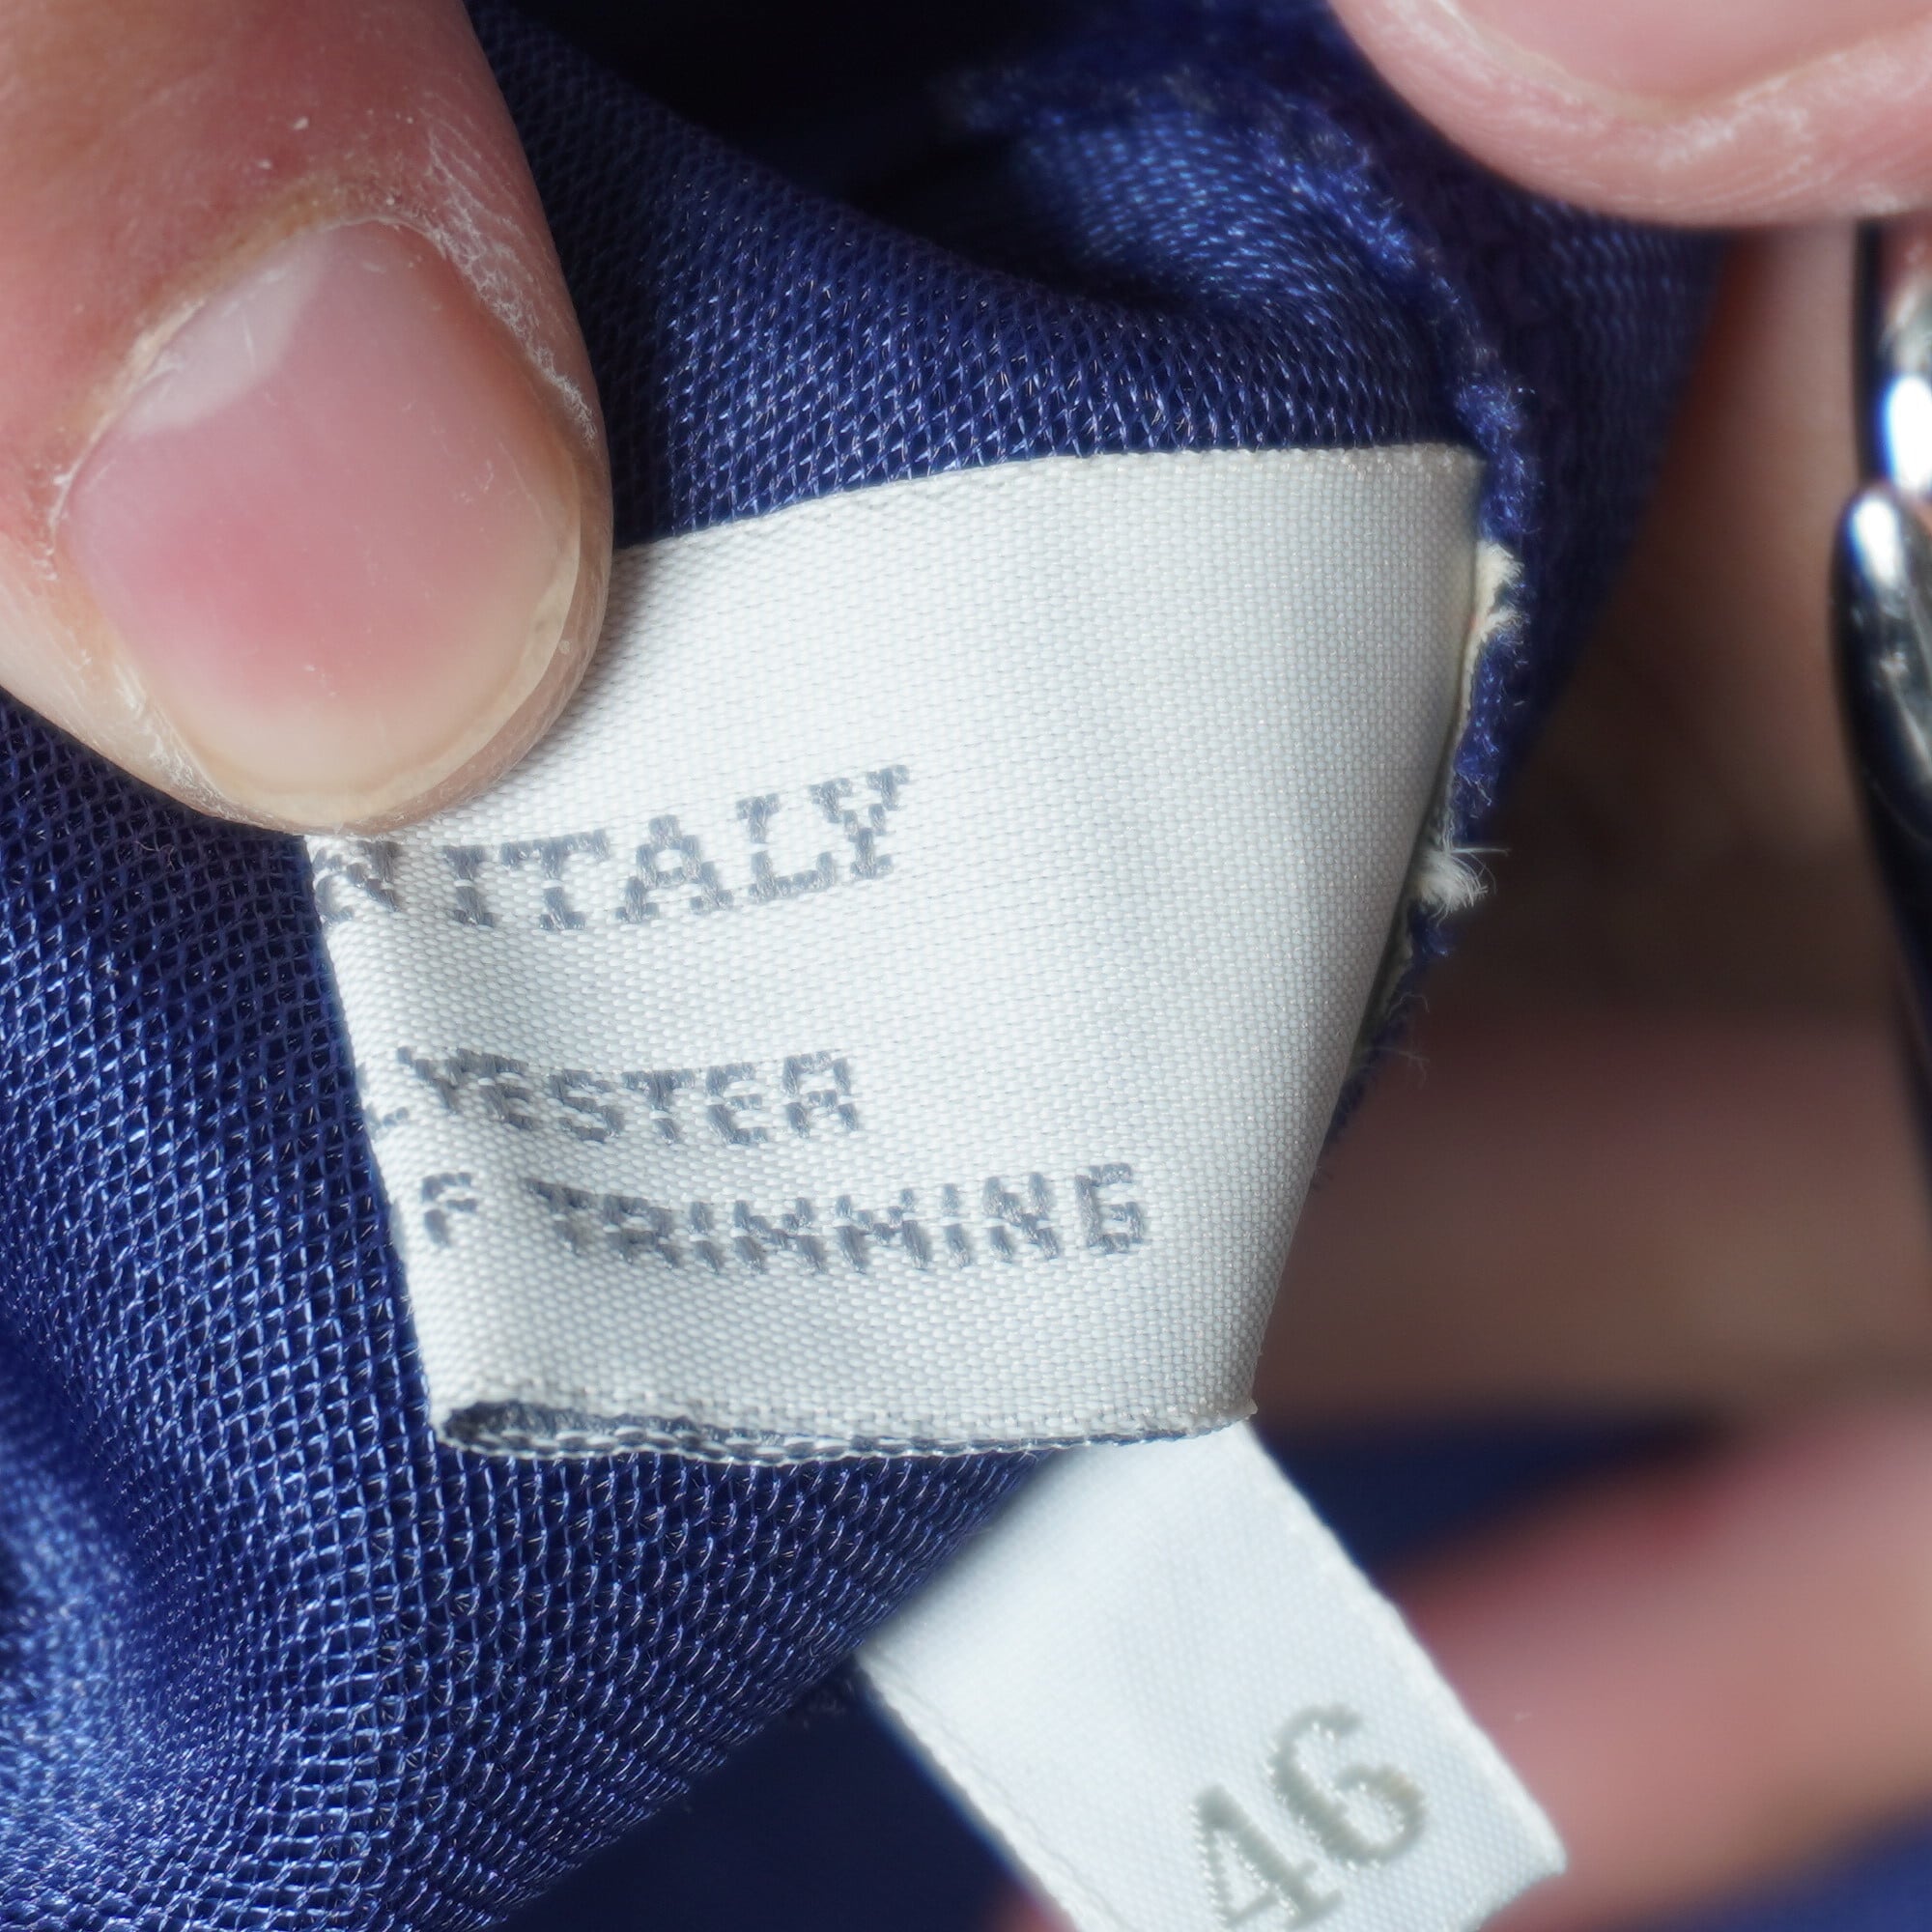 N ITALY
LYESTER
F TRIMMING
46